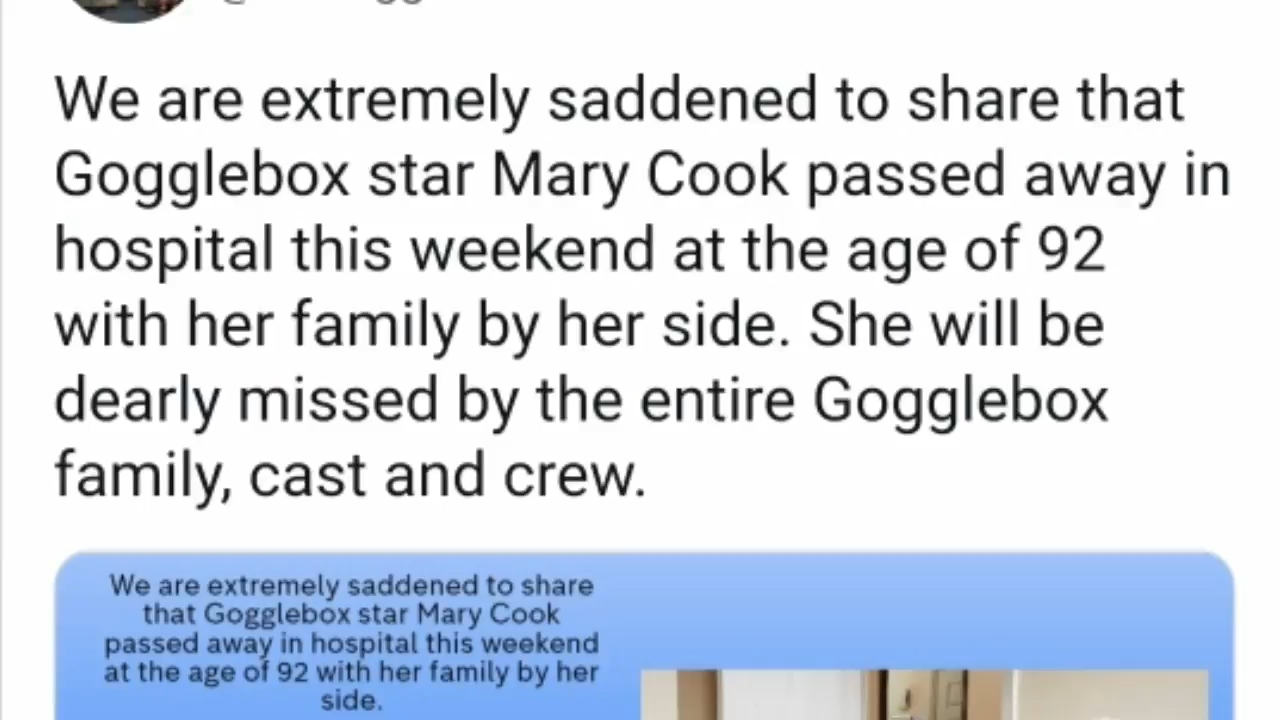 We are extremely saddened to share that
Gogglebox star Mary Cook passed away in
hospital this weekend at the age of 92
with her family by her side. She will be
dearly missed by the entire Gogglebox
family, cast and crew.
We are extremely saddened to share
that Gogglebox star Mary Cook
passed away in hospital this weekend
at the age of 92 with her family by her
side.